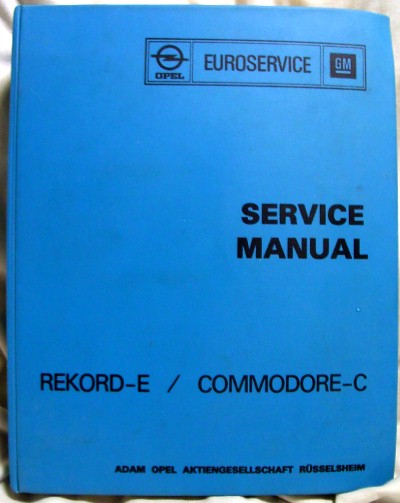 OPEL EUROSERVICE GM
SERVICE
MANUAL
REKORD-E / COMMODORE-C
ADAM OPEL AKTIENGESELLSCHAFT RÜSSELSHEIM